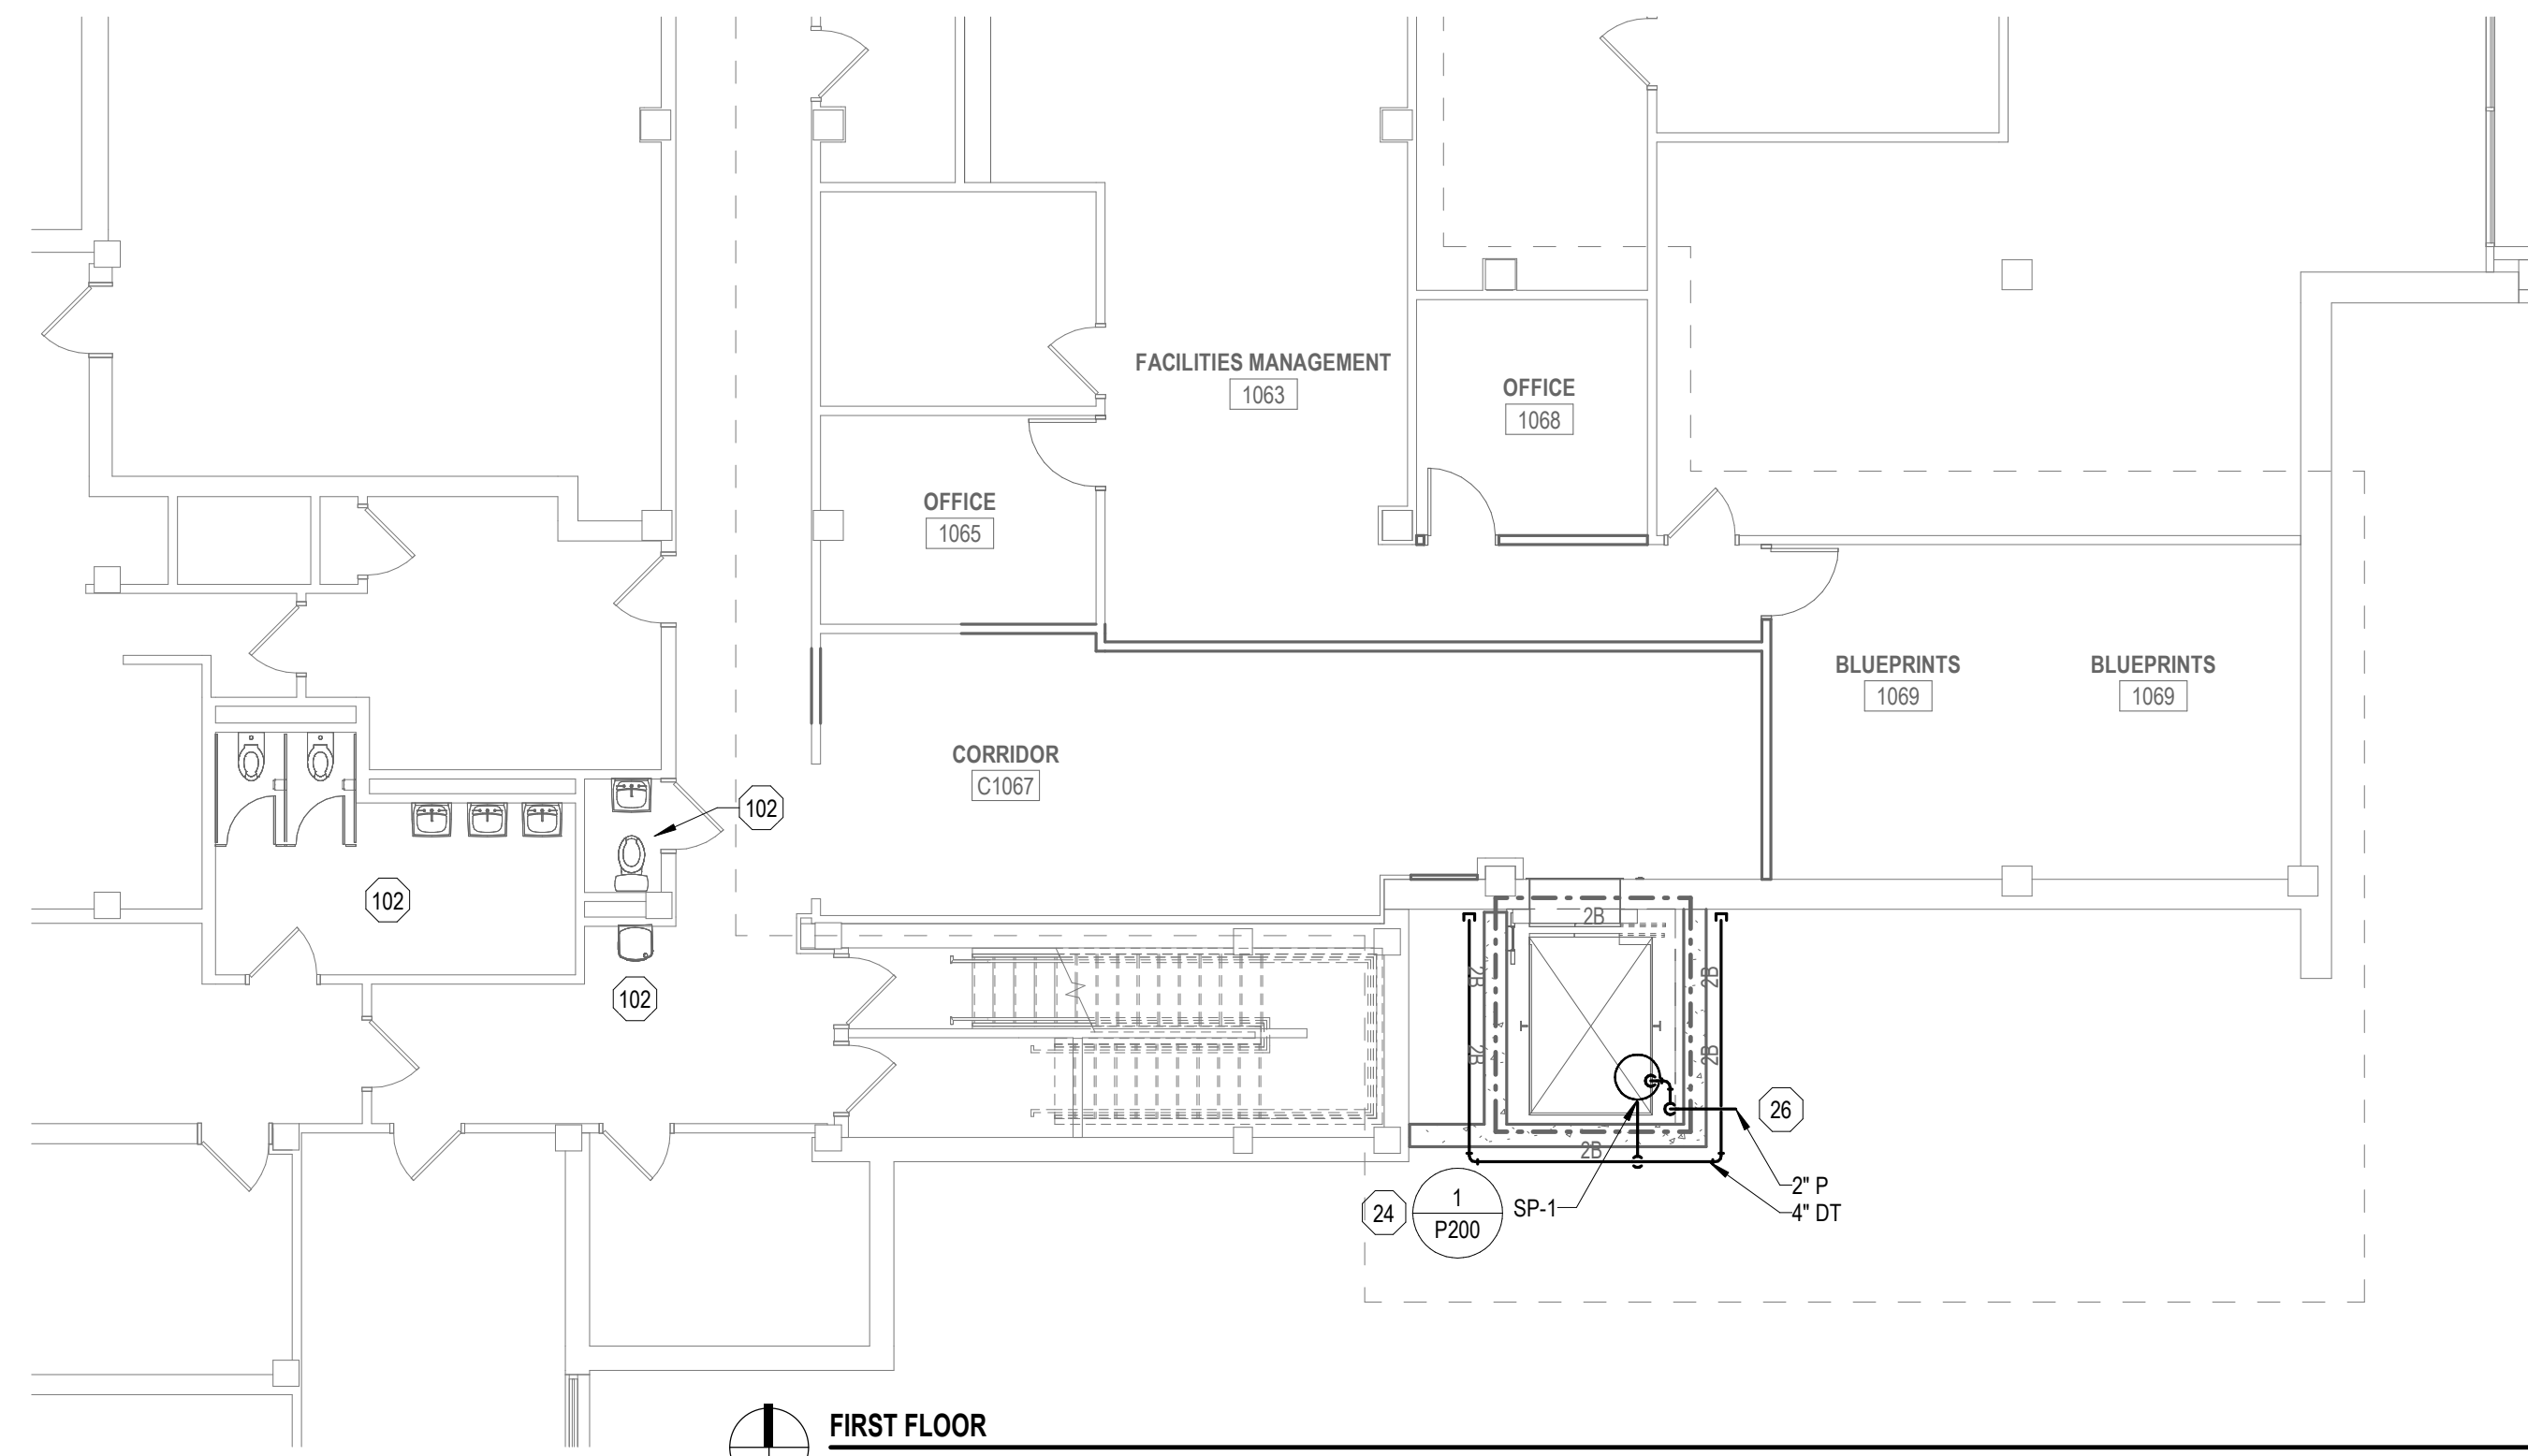 FACILITIES MANAGEMENT
1063
OFFICE
1068
OFFICE
1065
BLUEPRINTS
1069
BLUEPRINTS
1069
CORRIDOR
C1067
102
102
102
2B
2B
2B
2B
2B
2B
26
2" P
4" DT
SP-1
24
1
P200
FIRST FLOOR